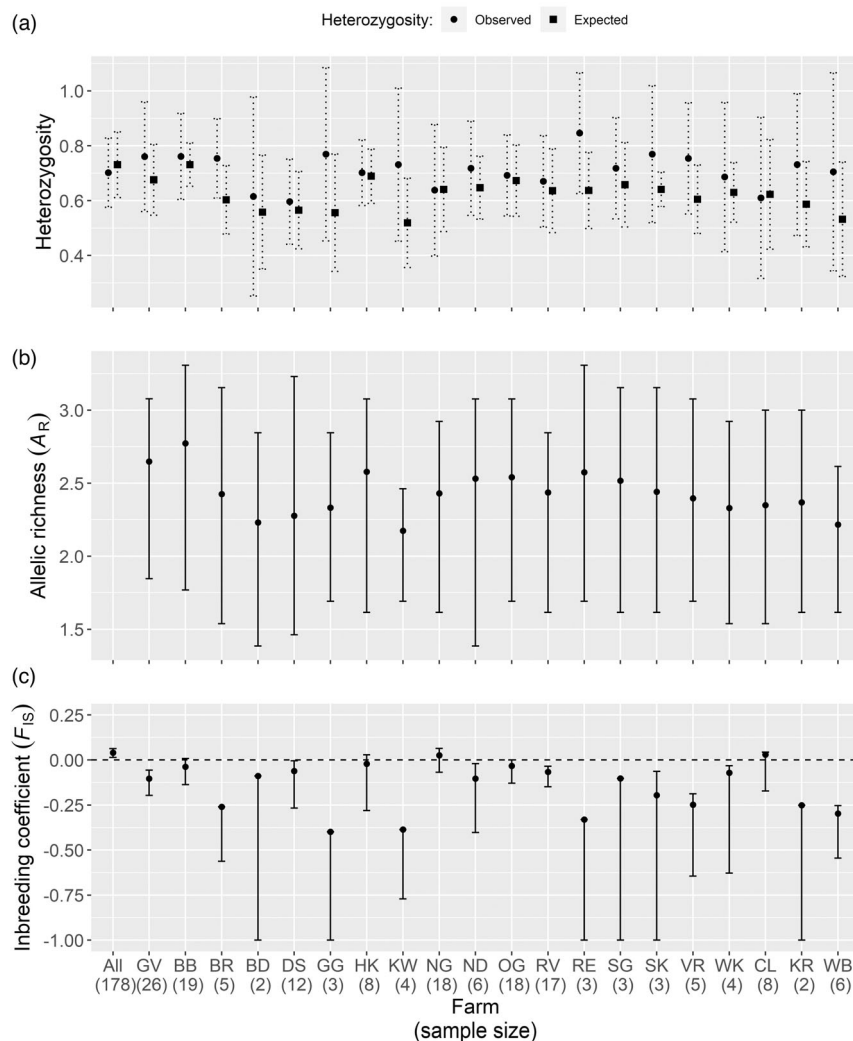 (a)
Heterozygosity: Observed Expected
Heterozygosity
1.0
0.8
0.6
0.4
(b)
Allelic richness (AR)
3.0
2.5
2.0
1.5
(c)
Inbreeding coefficient (FIS)
0.25
0.00
-0.25
-0.50
-0.75
-1.00
All GV BB BR BD DS GG HK KW NG ND OG RV RE SG SK VR WK CL KR WB
(178) (26) (19) (5) (2) (12) (3) (8) (4) (18) (6) (18) (17) (3) (3) (3) (5) (4) (8) (2) (6)
Farm
(sample size)